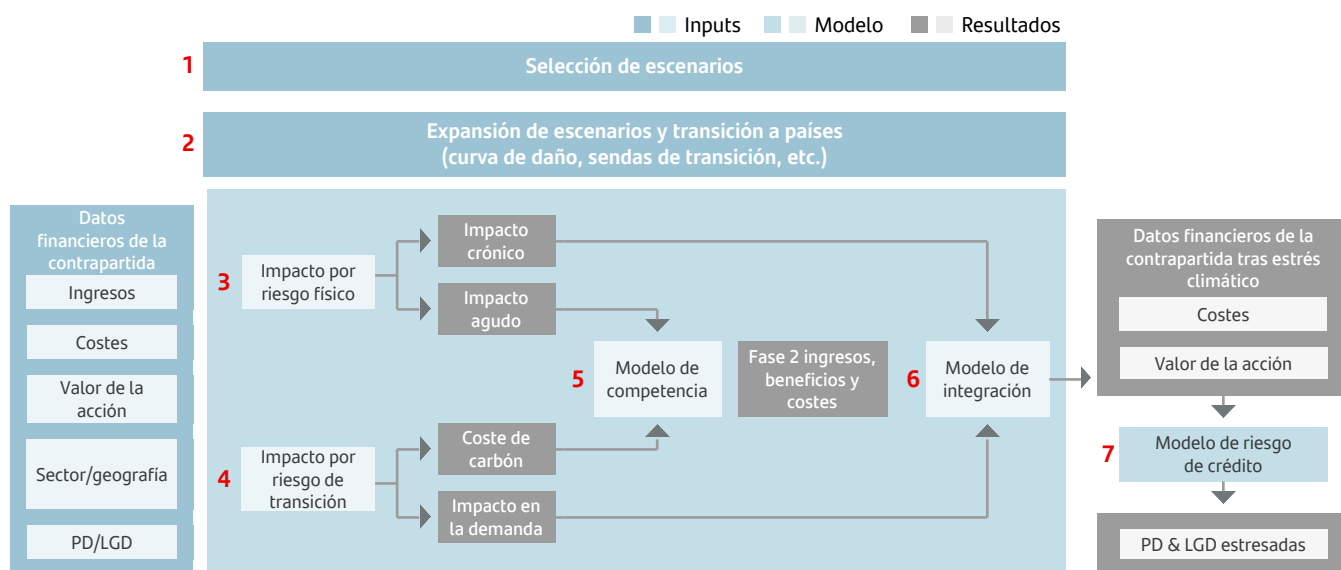 Inputs
Modelo
Resultados
1
Selección de escenarios
2
Expansión de escenarios y transición a países
(curva de daño, sendas de transición, etc.)
Datos
financieros de la
contrapartida
Ingresos
Costes
Valor de la
acción
Sector/geografía
PD/LGD
3
Impacto por
riesgo físico
Impacto
crónico
Impacto
agudo
4
Impacto por
riesgo de
transición
Coste de
carbón
Impacto en
la demanda
5
Modelo de
competencia
Fase 2 ingresos,
beneficios y
costes
6
Modelo de
integración
Datos financieros de la
contrapartida tras estrés
climático
Costes
Valor de la acción
7
Modelo de riesgo
de crédito
PD & LGD estresadas